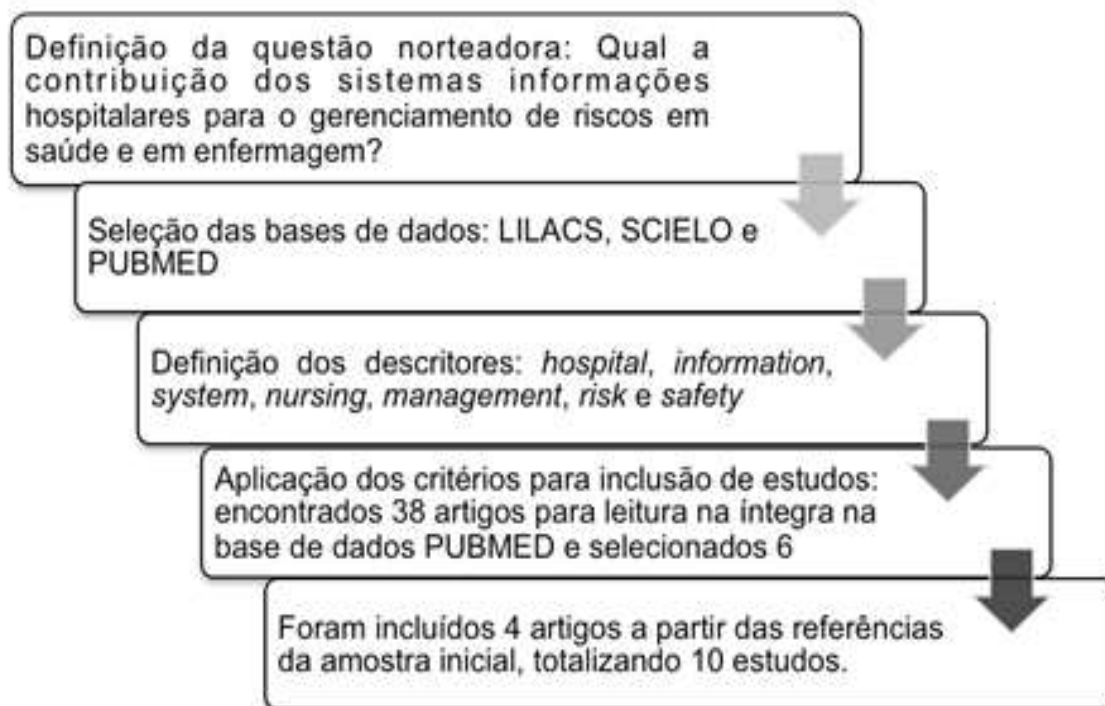 Definição da questão norteadora: Qual a
contribuição dos sistemas informações
hospitalares para o gerenciamento de riscos em
saúde e em enfermagem?
Seleção das bases de dados: LILACS, SCIELO e
PUBMED
Definição dos descritores: hospital, information,
system, nursing, management, risk e safety
Aplicação dos critérios para inclusão de estudos:
encontrados 38 artigos para leitura na íntegra na
base de dados PUBMED e selecionados 6
Foram incluídos 4 artigos a partir das referências
da amostra inicial, totalizando 10 estudos.